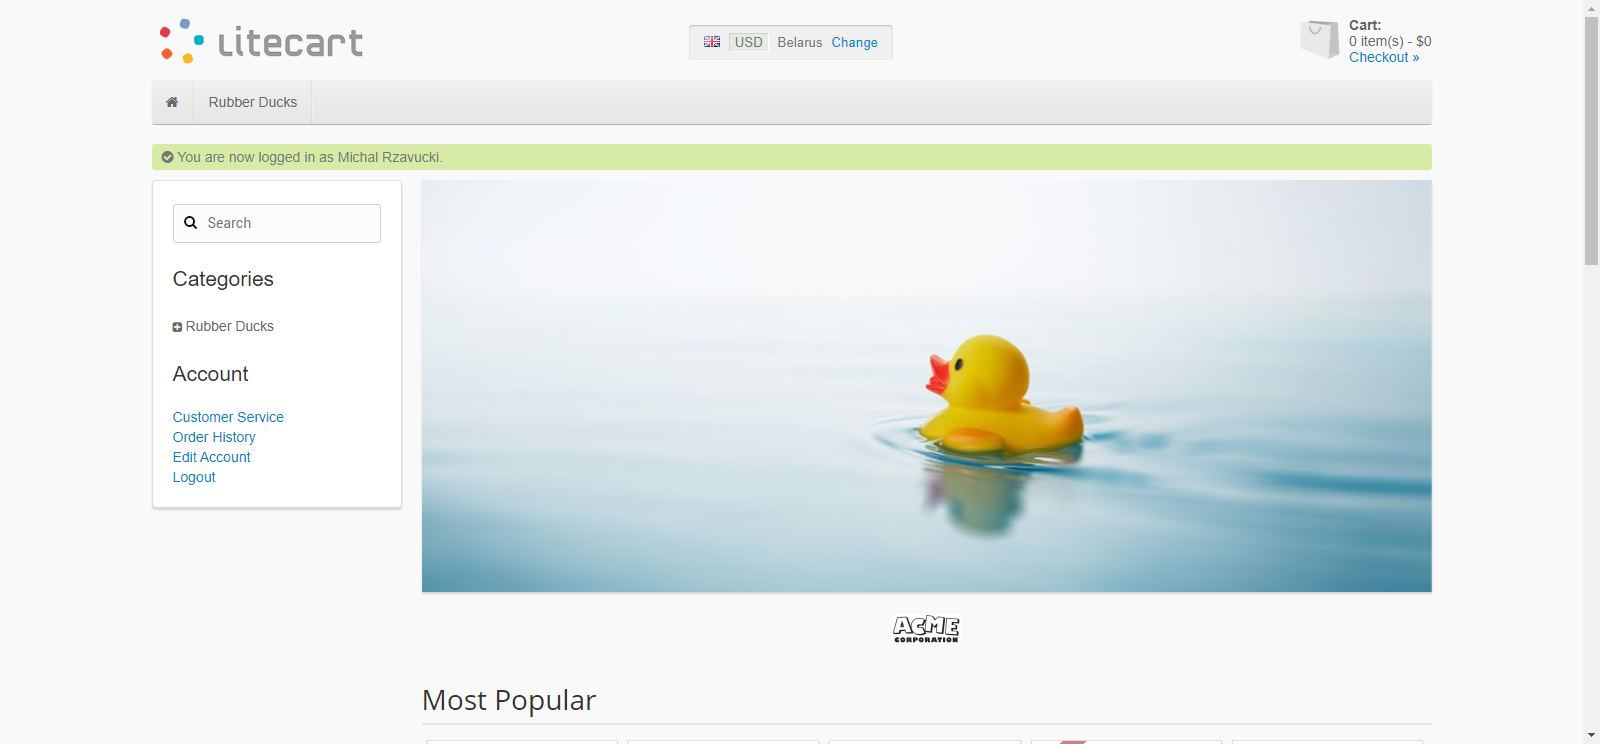 Litecart
USD Belarus Change
Cart:
0 item(s) - $0
Checkout »
Rubber Ducks
You are now logged in as Michal Rzavucki.
Search
Categories
Rubber Ducks
Account
Customer Service
Order History
Edit Account
Logout
ACME
CORPORATION
Most Popular